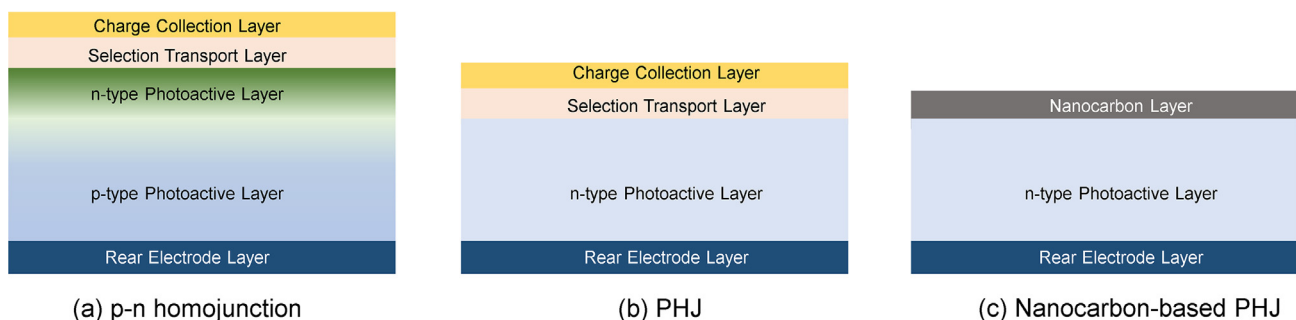 Charge Collection Layer
Selection Transport Layer
n-type Photoactive Layer
p-type Photoactive Layer
Rear Electrode Layer
(a) p-n homojunction
Charge Collection Layer
Selection Transport Layer
n-type Photoactive Layer
Rear Electrode Layer
(b) PHJ
Nanocarbon Layer
n-type Photoactive Layer
Rear Electrode Layer
(c) Nanocarbon-based PHJ